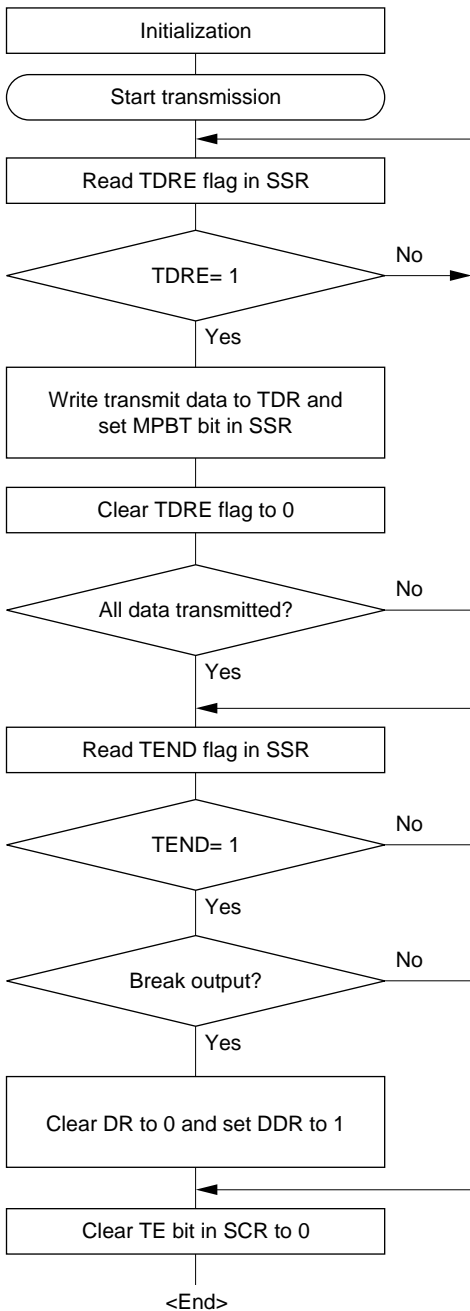 Initialization
Start transmission
Read TDRE flag in SSR
TDRE= 1
No
Yes
Write transmit data to TDR and
set MPBT bit in SSR
Clear TDRE flag to 0
All data transmitted?
No
Yes
Read TEND flag in SSR
TEND= 1
No
Yes
Break output?
No
Yes
Clear DR to 0 and set DDR to 1
Clear TE bit in SCR to 0
<End>